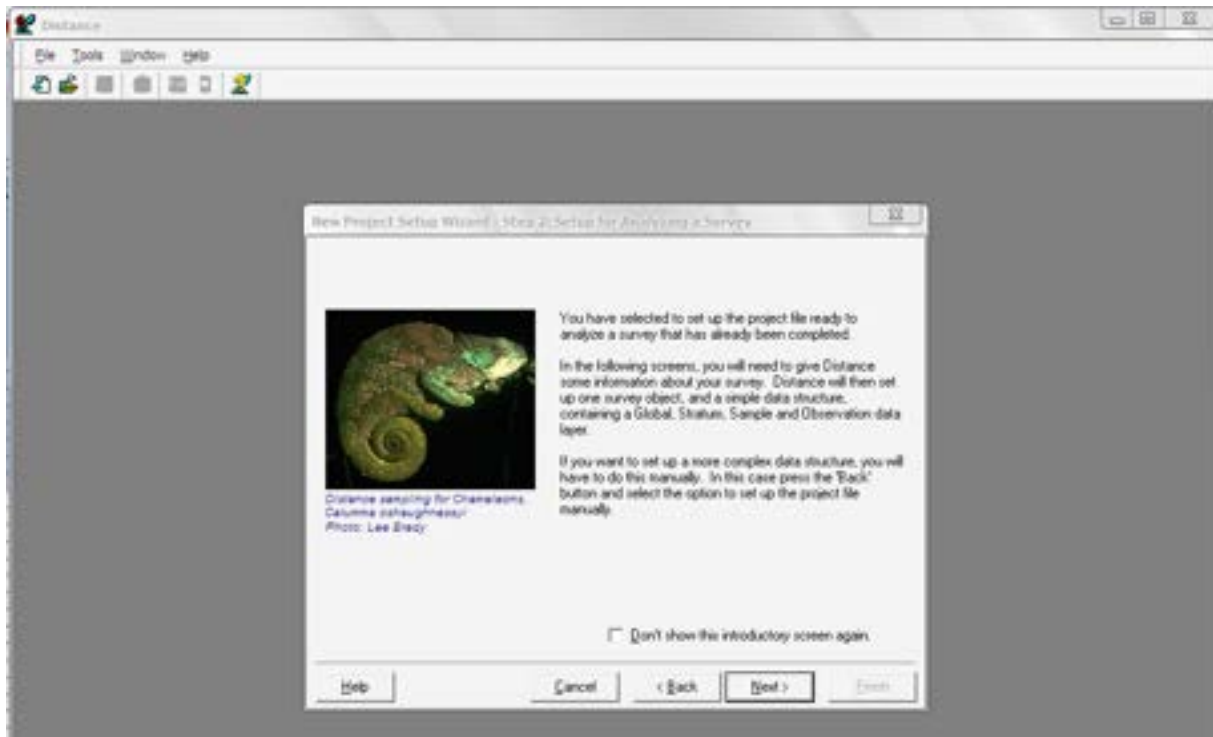 Distance
File Tools Window Help
New Project Setup Wizard : Step 2: Setup for Analyzing a Survey
You have selected to set up the project file ready to
analyze a survey that has already been completed.
In the following screens, you will need to give Distance
some information about your survey. Distance will then set
up one survey object, and a simple data structure,
containing a Global, Stratum, Sample and Observation data
layer.
If you want to set up a more complex data structure, you will
have to do this manually. In this case press the 'Back'
button and select the option to set up the project file
manually.
Distance sampling for Chameleons,
Calumma oshaughnessyi
Photo: Lee Brady
Don't show this introductory screen again.
Help
Cancel
< Back
Next >
Finish